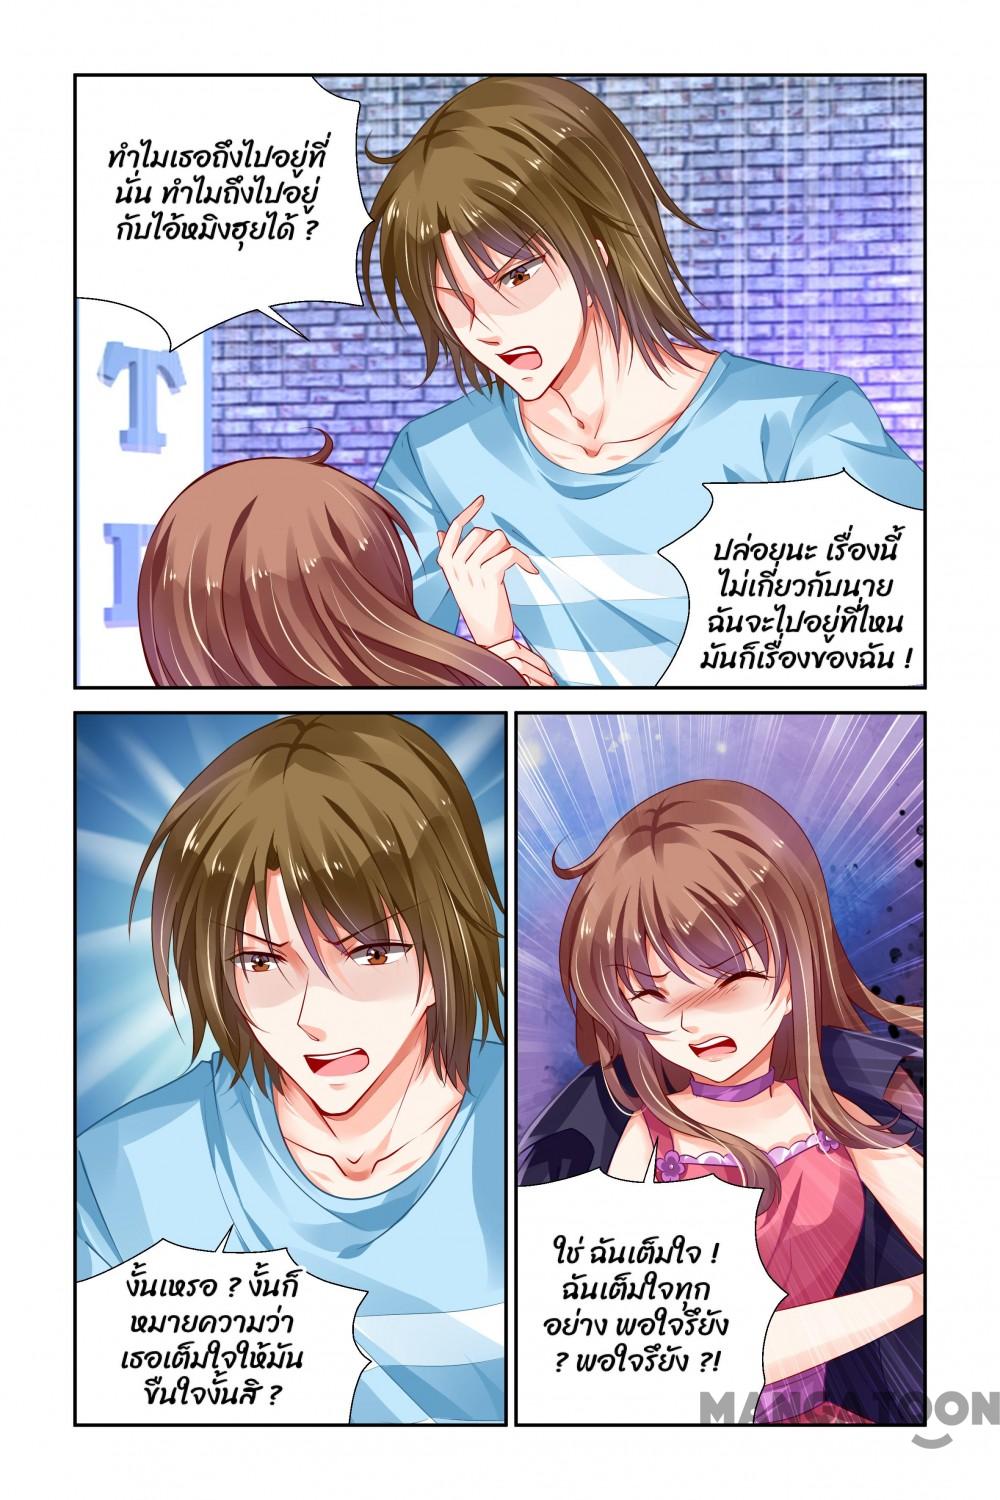 ทำไมเธอถึงไปอยู่ที่
นั่น ทำไมถึงไปอยู่
กับไอ้หมิงฮุยได้ ?
T
ปล่อยนะ เรื่องนี้
ไม่เกี่ยวกับนาย
ฉันจะไปอยู่ที่ไหน
มันก็เรื่องของฉัน !
งั้นเหรอ ? งั้นก็
หมายความว่า
เธอเต็มใจให้มัน
ขืนใจงั้นสิ ?
ใช่ ฉันเต็มใจ !
ฉันเต็มใจทุก
อย่าง พอใจรึยัง
? พอใจรึยัง ?!
MANGATOON